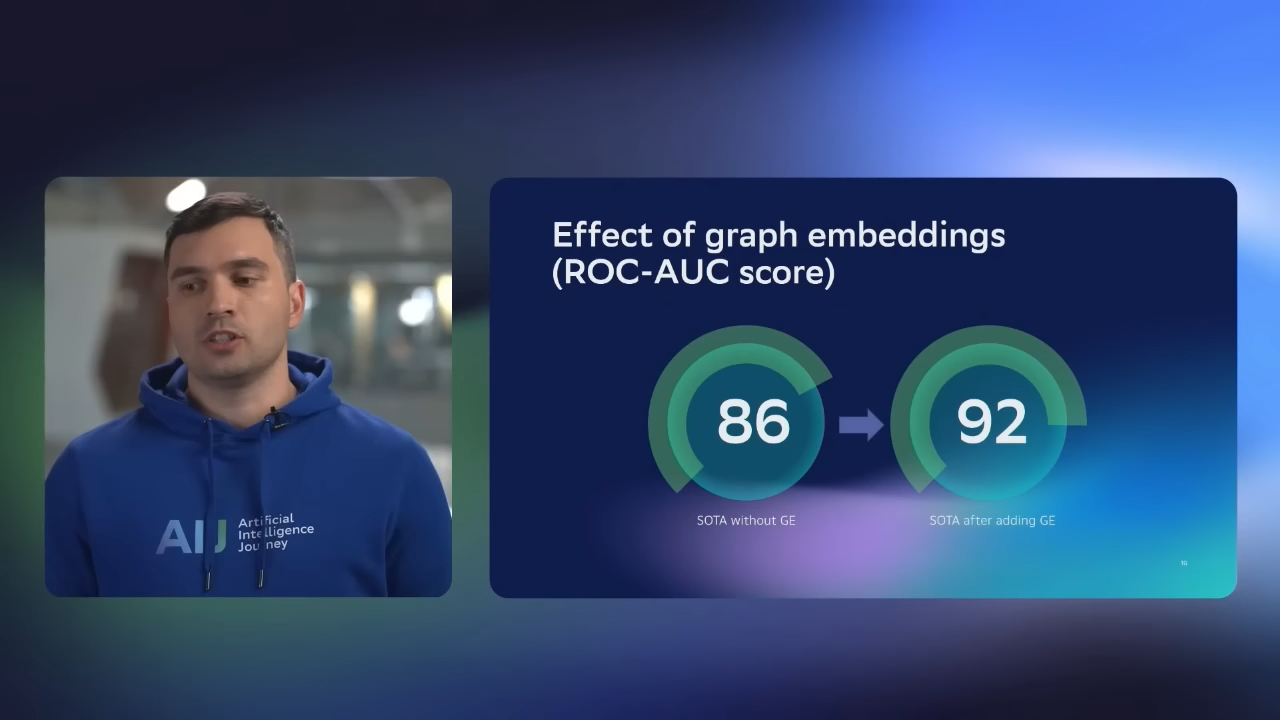 AIJ
Artificial
Intelligence
Journey
Effect of graph embeddings
(ROC-AUC score)
86
92
SOTA without GE
SOTA after adding GE